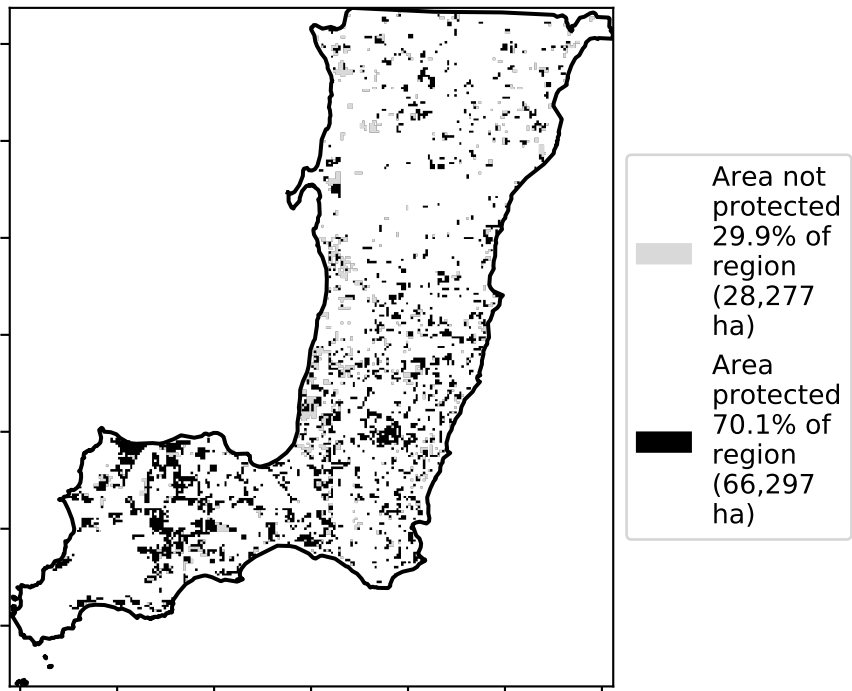 Area not
protected
29.9% of
region
(28,277
ha)
Area
protected
70.1% of
region
(66,297
ha)